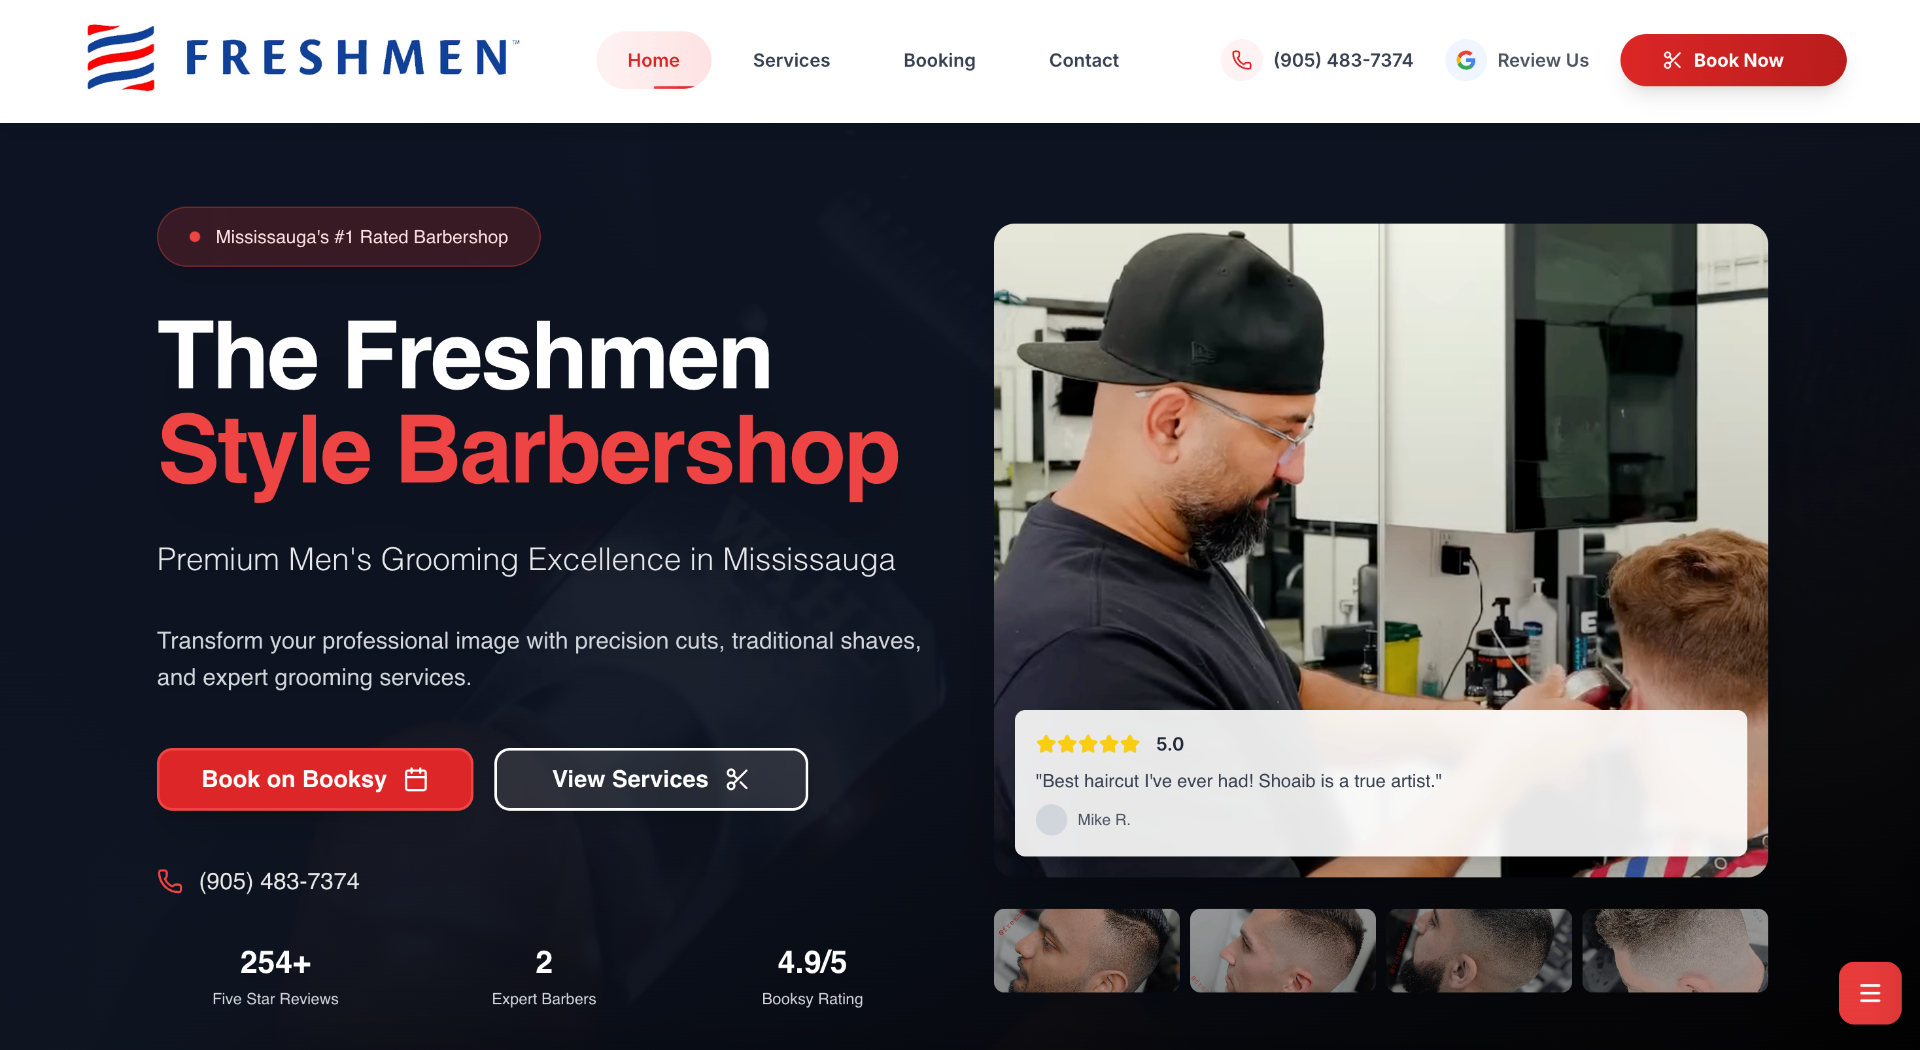 FRESHMEN™
Home
Services
Booking
Contact
(905) 483-7374
Review Us
Book Now
Mississauga's #1 Rated Barbershop
The Freshmen
Style Barbershop
Premium Men's Grooming Excellence in Mississauga
Transform your professional image with precision cuts, traditional shaves,
and expert grooming services.
Book on Booksy
View Services
(905) 483-7374
254+
Five Star Reviews
2
Expert Barbers
4.9/5
Booksy Rating
5.0
"Best haircut I've ever had! Shoaib is a true artist."
Mike R.